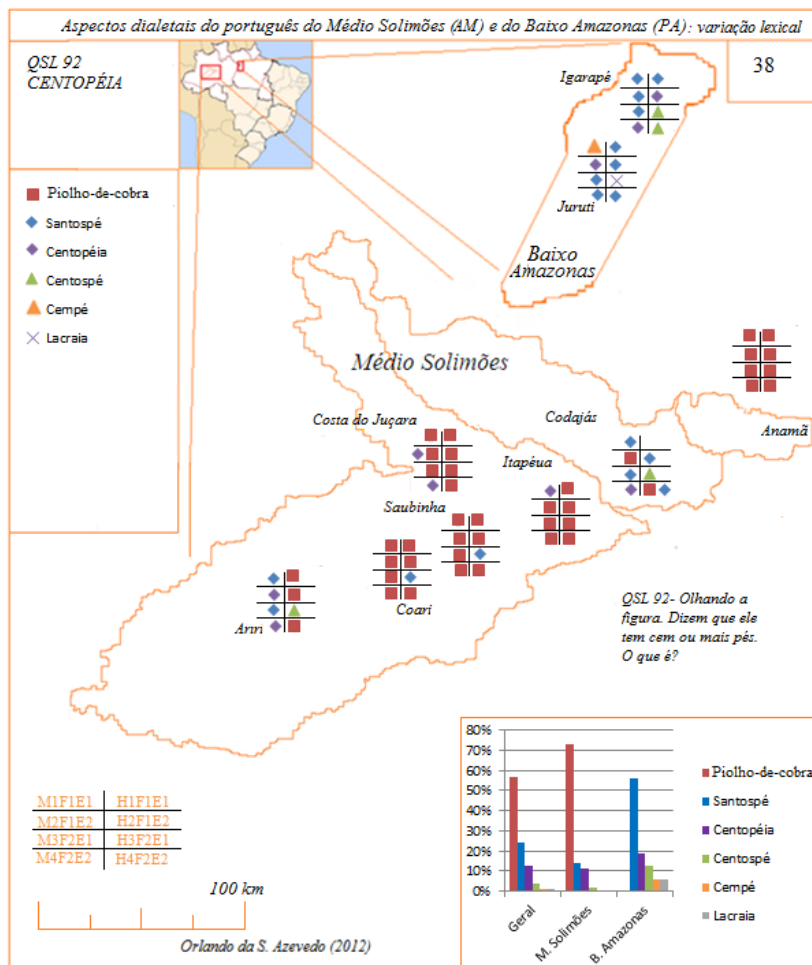 Aspectos dialetais do português do Médio Solimões (AM) e do Baixo Amazonas (PA): variação lexical
QSL 92
CENTOPÉIA
38
Igarapé
Juruti
Baixo
Amazonas
Piolho-de-cobra
Santospé
Centopéia
Centospé
Cempé
Lacraia
Médio Solimões
Costa do Juçara
Codajás
Anamã
Itapéua
Saubinha
Coari
Ariri
QSL 92- Olhando a
figura. Dizem que ele
tem cem ou mais pés.
O que é?
M1F1E1 H1F1E1
M2F1E2 H2F1E2
M3F2E1 H3F2E1
M4F2E2 H4F2E2
100 km
Orlando da S. Azevedo (2012)
80%
70%
60%
50%
40%
30%
20%
10%
0%
Geral
M. Solimões
B. Amazonas
Piolho-de-cobra
Santospé
Centopéia
Centospé
Cempé
Lacraia